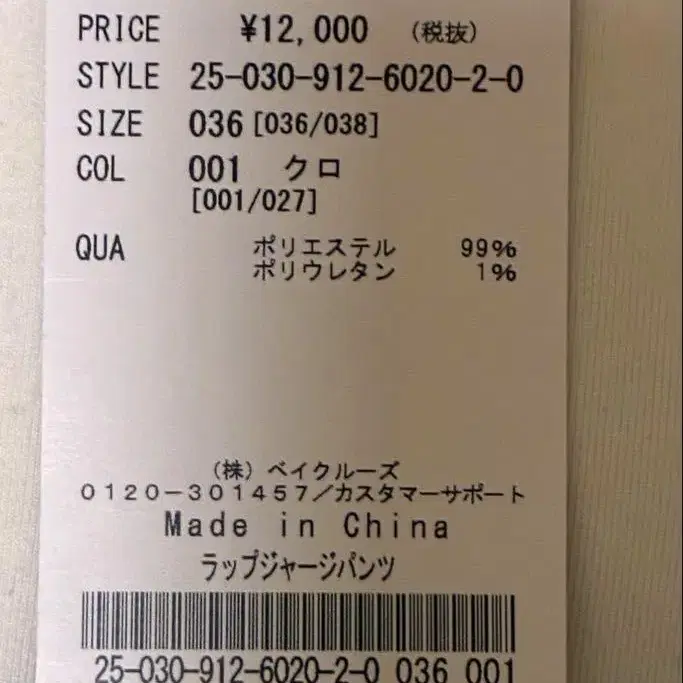 PRICE ¥12,000 (税抜)
STYLE 25-030-912-6020-2-0
SIZE 036 [036/038]
COL 001 クロ
[001/027]
QUA ポリエステル 99%
ポリウレタン 1%
(株) ベイクルーズ
0120-301457/カスタマーサポート
Made in China
ラップジャージパンツ
25-030-912-6020-2-0 036 001